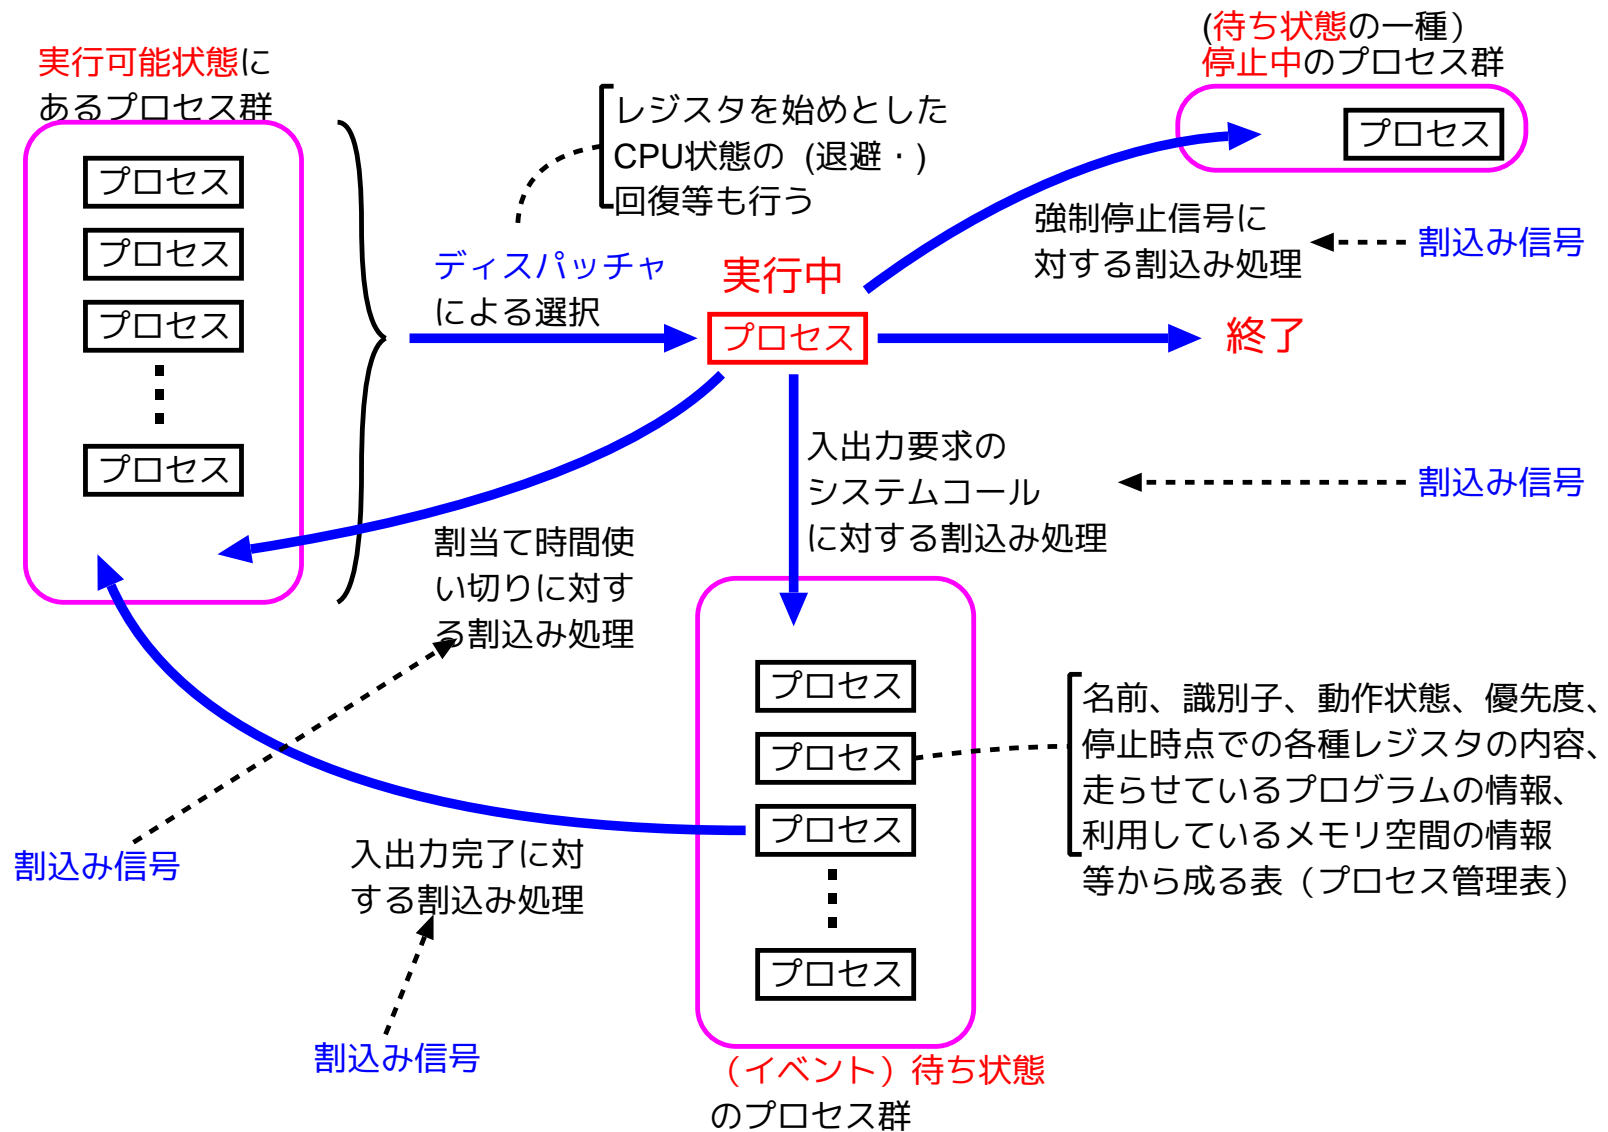 実行可能状態に
あるプロセス群
プロセス
プロセス
プロセス
プロセス
レジスタを始めとした
CPU状態の（退避・）
回復等も行う
ディスパッチャ
による選択
実行中
プロセス
(待ち状態の一種）
停止中のプロセス群
プロセス
強制停止信号に
対する割込み処理
割込み信号
終了
入出力要求の
システムコール
に対する割込み処理
割込み信号
割当て時間使
い切りに対す
る割込み処理
割込み信号
入出力完了に対
する割込み処理
割込み信号
プロセス
プロセス
プロセス
プロセス
（イベント）待ち状態
のプロセス群
名前、識別子、動作状態、優先度、
停止時点での各種レジスタの内容、
走らせているプログラムの情報、
利用しているメモリ空間の情報
等から成る表（プロセス管理表）